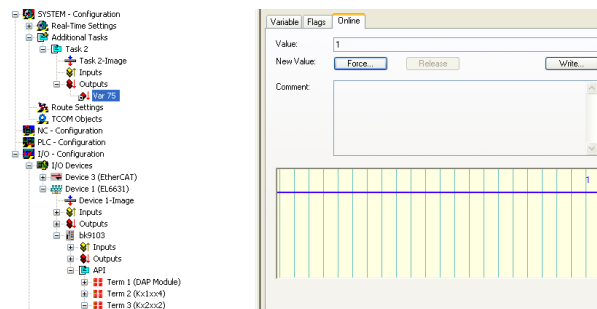 SYSTEM - Configuration
Real-Time Settings
Additional Tasks
Task 2
Task 2-Image
Inputs
Outputs
Var 75
Route Settings
TCOM Objects
NC - Configuration
PLC - Configuration
I/O - Configuration
I/O Devices
Device 3 (EtherCAT)
Device 1 (EL6631)
Device 1-Image
Inputs
Outputs
bk9103
Inputs
Outputs
API
Term 1 (DAP Module)
Term 2 (Kx1xx4)
Term 3 (Kx2xx2)
Variable Flags Online
Value: 1
New Value: Force... Release Write...
Comment:
1